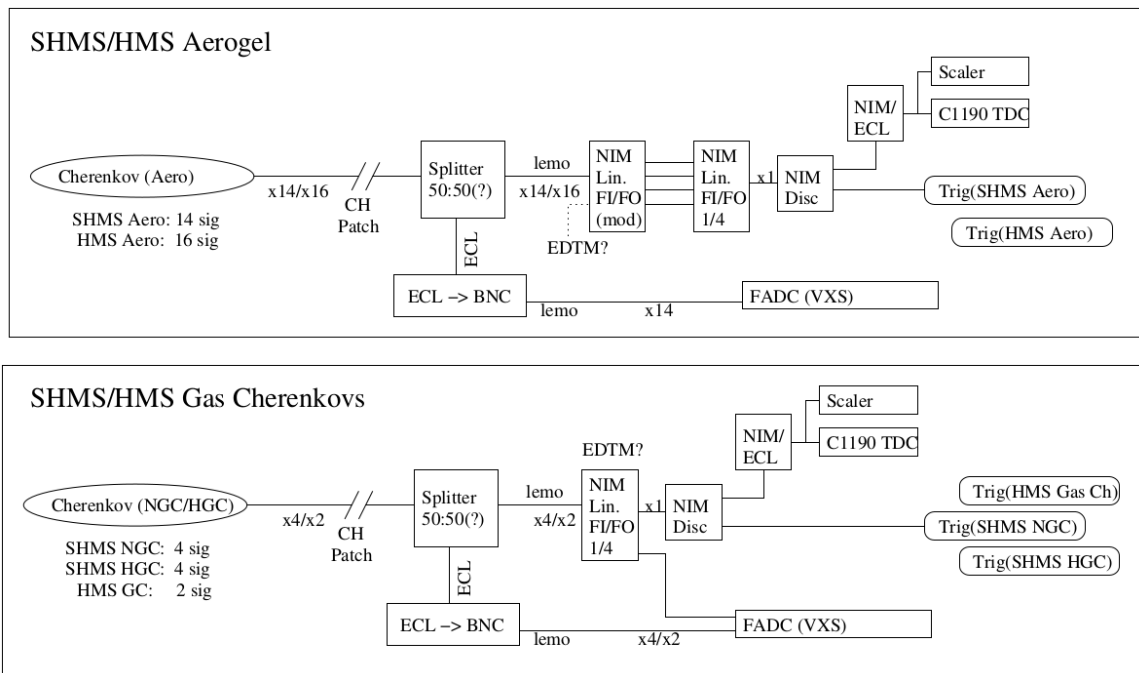 SHMS/HMS Aerogel
Cherenkov (Aero)
SHMS Aero: 14 sig
HMS Aero: 16 sig
x14/x16
CH
Patch
Splitter
50:50(?)
ECL
ECL −> BNC
lemo
x14/x16
EDTM?
NIM
Lin.
FI/FO
(mod)
NIM
Lin.
FI/FO
1/4
x1
NIM
Disc
NIM/
ECL
Scaler
C1190 TDC
Trig(SHMS Aero)
Trig(HMS Aero)
lemo
x14
FADC (VXS)
SHMS/HMS Gas Cherenkovs
Cherenkov (NGC/HGC)
SHMS NGC: 4 sig
SHMS HGC: 4 sig
HMS GC: 2 sig
x4/x2
CH
Patch
Splitter
50:50(?)
ECL
ECL −> BNC
lemo
x4/x2
EDTM?
NIM
Lin.
FI/FO
1/4
x1
NIM
Disc
NIM/
ECL
Scaler
C1190 TDC
Trig(HMS Gas Ch)
Trig(SHMS NGC)
Trig(SHMS HGC)
lemo
x4/x2
FADC (VXS)